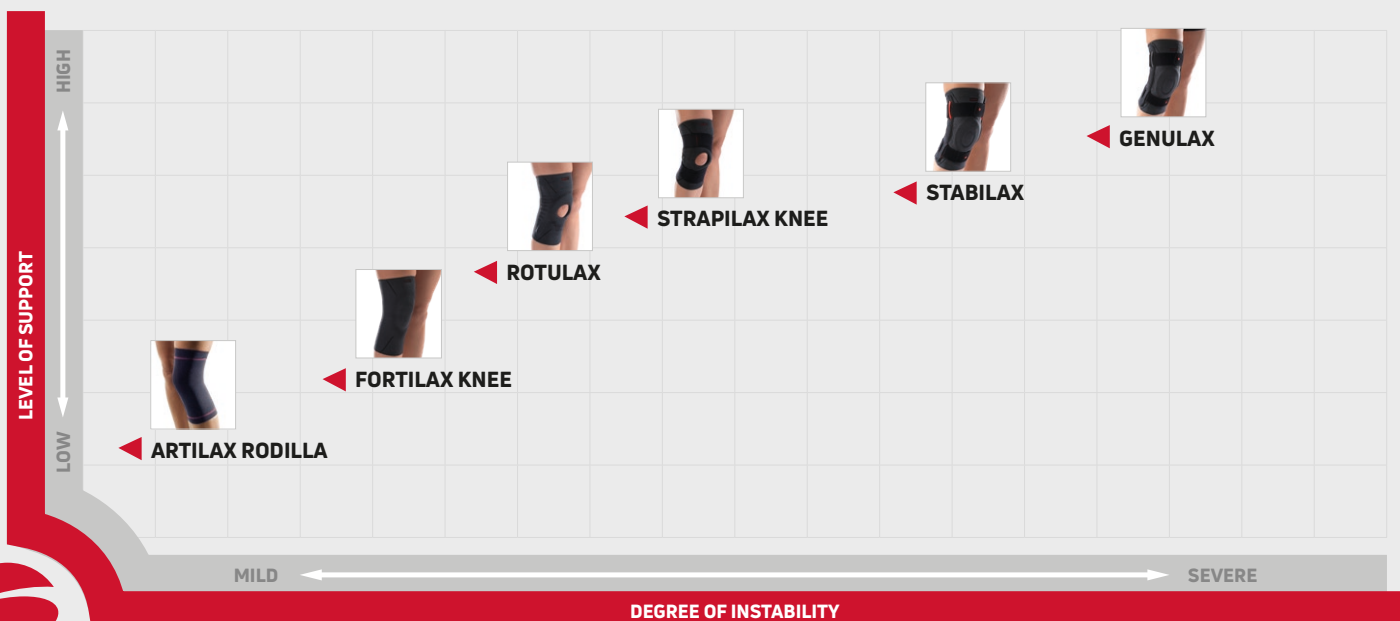 HIGH
GENULAX
STABILAX
STRAPILAX KNEE
ROTULAX
FORTILAX KNEE
ARTILAX RODILLA
LEVEL OF SUPPORT
LOW
MILD
SEVERE
DEGREE OF INSTABILITY